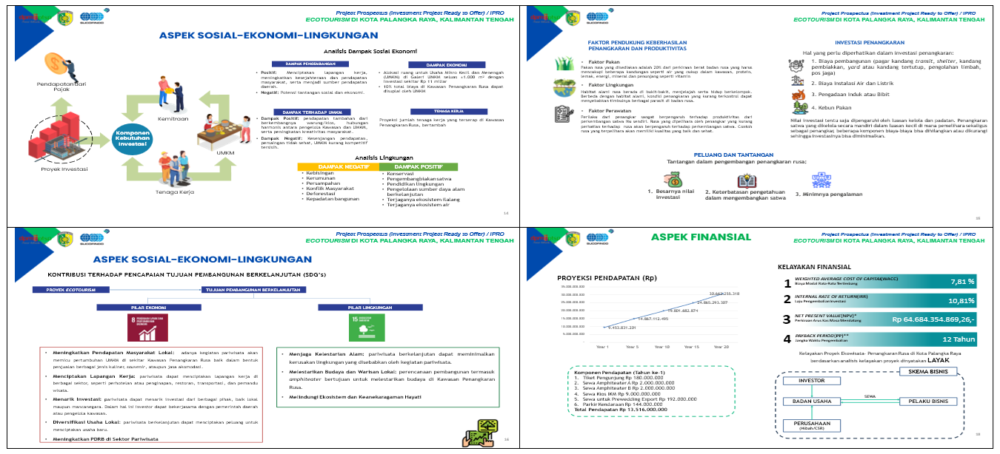 Project Prospectus (Investment Project Ready to Offer) / IPRO
ECOTOURISM DI KOTA PALANGKA RAYA, KALIMANTAN TENGAH
SUCOFINDO
ASPEK SOSIAL-EKONOMI-LINGKUNGAN
Pendapatan dari
Pajak
Kemitraan
Komponen
Kebutuhan
Investasi
UMKM
Proyek Investasi
Tenaga Kerja
Analisis Dampak Sosial Ekonomi
DAMPAK PENGEMBANGAN
• Positif: Menciptakan lapangan kerja,
meningkatkan kesejahteraan dan pendapatan
masyarakat, serta menjadi sumber pendapatan
daerah.
• Negatif: Potensi tantangan sosial dan ekonomi.
DAMPAK EKONOMI
• Alokasi ruang untuk Usaha Mikro Kecil dan Menengah
(UMKM) di Galeri UMKM seluas ±1.000 m² dengan
investasi sekitar Rp 11 miliar
• 10% total biaya di Kawasan Penangkaran Rusa dapat
disuplai oleh UMKM
DAMPAK TERHADAP UMKM
• Dampak Positif: pendapatan tambahan dari
berkembangnya warung/kios, hubungan
harmonis antara pengelola Kawasan dan UMKM,
serta peningkatan kreativitas masyarakat.
• Dampak Negatif: Kesenjangan pendapatan,
persaingan tidak sehat, UMKM kurang kompetitif
tersisih.
TENAGA KERJA
Proyeksi jumlah tenaga kerja yang terserap di Kawasan
Penangkaran Rusa, bertambah
Analisis Lingkungan
DAMPAK NEGATIF
• Kebisingan
• Kerumunan
• Persampahan
• Konflik Masyarakat
• Deforestasi
• Kepadatan bangunan
DAMPAK POSITIF
• Konservasi
• Pengembangbiakan satwa
• Pendidikan lingkungan
• Pengelolaan sumber daya alam
berkelanjutan
• Terjaganya ekosistem ilalang
• Terjaganya ekosistem air
14
Project Prospectus (Investment Project Ready to Offer) / IPRO
ECOTOURISM DI KOTA PALANGKA RAYA, KALIMANTAN TENGAH
SUCOFINDO
FAKTOR PENDUKUNG KEBERHASILAN
PENANGKARAN DAN PRODUKTIVITAS
• Faktor Pakan
Pakan rusa yang disediakan adalah 20% dari perkiraan berat badan rusa yang harus
mencukupi beberapa kandungan seperti air yang cukup dalam kawasan, protein,
lemak, energi, mineral dan penunjang seperti vitamin
• Faktor Lingkungan
Habitat alami rusa berada di bukit-bukit, menjelajah serta hidup berkelompok.
Berbeda dengan habitat alami, kondisi penangkaran yang kurang terkontrol dapat
menyebabkan timbulnya berbagai parasit di badan rusa.
• Faktor Perawatan
Perilaku dari penangkar sangat berpengaruh terhadap produktivitas dari
perkembangan satwa itu sendiri. Rusa yang dipelihara oleh penangkar yang kurang
perhatian terhadap rusa akan berpengaruh terhadap perkembangbiakan satwa. Contoh
rusa yang terpelihara akan memiliki kualitas yang baik dan sehat.
INVESTASI PENANGKARAN
Hal yang perlu diperhatikan dalam investasi penangkaran:
1. Biaya pembangunan (pagar kandang transit, shelter, kandang
pembiakkan, yard atau kandang tertutup, pengolahan limbah,
pos jaga)
2. Biaya Instalasi Air dan Listrik
3. Pengadaan Induk atau Bibit
4. Kebun Pakan
Nilai investasi tentu saja dipengaruhi oleh luasan kelola dan padatan. Penangkaran
satwa yang dikelola secara mandiri dalam luasan kecil di mana pemelihara sekaligus
sebagai penangkar, beberapa komponen biaya-biaya bisa dihilangkan atau dikurangi
sehingga investasinya bisa diminimalkan.
PELUANG DAN TANTANGAN
Tantangan dalam pengembangan penangkaran rusa:
1. Besarnya nilai
investasi
2. Keterbatasan pengetahuan
dalam mengembangkan satwa
3. Minimnya pengalaman
Project Prospectus (Investment Project Ready to Offer) / IPRO
ECOTOURISM DI KOTA PALANGKA RAYA, KALIMANTAN TENGAH
SUCOFINDO
ASPEK SOSIAL-EKONOMI-LINGKUNGAN
KONTRIBUSI TERHADAP PENCAPAIAN TUJUAN PEMBANGUNAN BERKELANJUTAN (SDG's)
PROYEK ECOTOURISM
TUJUAN PEMBANGUNAN BERKELANJUTAN
PILAR EKONOMI
PILAR LINGKUNGAN
8
15
• Meningkatkan Pendapatan Masyarakat Lokal: adanya kegiatan pariwisata akan
memicu pertumbuhan UMKM di sekitar Kawasan Penangkaran Rusa baik dalam bentuk
penjualan berbagai jenis kuliner, souvenir, ataupun jasa akomodasi.
• Menciptakan Lapangan Kerja: pariwisata dapat menciptakan lapangan kerja di
berbagai sektor, seperti perhotelan atau penginapan, restoran, transportasi, dan pemandu
wisata.
• Menarik Investasi: pariwisata dapat menarik investasi dari berbagai pihak, baik lokal
maupun mancanegara. Dalam hal ini investor dapat bekerjasama dengan pemerintah daerah
atau pengelola kawasan.
• Diversifikasi Usaha Lokal: pariwisata berkelanjutan dapat menciptakan peluang untuk
menciptakan usaha baru.
• Meningkatkan PDRB di Sektor Pariwisata
• Menjaga Kelestarian Alam: pariwisata berkelanjutan dapat meminimalkan
kerusakan lingkungan yang disebabkan oleh kegiatan pariwisata.
• Melestarikan Budaya dan Warisan Lokal: perencanaan pembangunan termasuk
amphiteater bertujuan untuk melestarikan budaya di Kawasan Penangkaran
Rusa.
• Melindungi Ekosistem dan Keanekaragaman Hayati
16
Project Prospectus (Investment Project Ready to Offer) / IPRO
ECOTOURISM DI KOTA PALANGKA RAYA, KALIMANTAN TENGAH
SUCOFINDO
ASPEK FINANSIAL
PROYEKSI PENDAPATAN (Rp)
35.000.000.000
30.000.000.000
25.000.000.000
20.000.000.000
15.000.000.000
10.000.000.000
5.000.000.000
-
9.453.831.201
14.867.112.495
19.801.682.874
24.865.293.307
30.662.255.318
Year 1
Year 5
Year 10
Year 15
Year 20
Komponen Pendapatan (Tahun ke-1)
1. Tiket Pengunjung Rp 180.000.000
2. Sewa Amphiteater A Rp 2.000.000.000
3. Sewa Amphiteater B Rp 2.000.000.000
4. Sewa Kios IKM Rp 9.000.000.000
5. Sewa untuk Prewedding Export Rp 192.000.000
6. Parkir Kendaraan Rp 144.000.000
Total Pendapatan Rp 13.516.000.000
KELAYAKAN FINANSIAL
1 WEIGHTED AVERAGE COST OF CAPITAL(WACC) 7,81 %
Biaya Modal Rata-Rata Tertimbang
2 INTERNAL RATE OF RETURN(IRR) 10,81%
Laju Pengembalian Investasi
3 NET PRESENT VALUE(NPV)* Rp 64.684.354.869,26,-
Perkiraan Arus Kas Masa Mendatang
4 PAYBACK PERIOD(PP)** 12 Tahun
Jangka Waktu Pengembalian
Kelayakan Proyek Ekowisata- Penangkaran Rusa di Kota Palangka Raya
berdasarkan analisis kelayakan proyek dinyatakan LAYAK
SKEMA BISNIS
INVESTOR
BADAN USAHA
SEWA
PELAKU BISNIS
PERUSAHAAN
(Hibah/CSR)